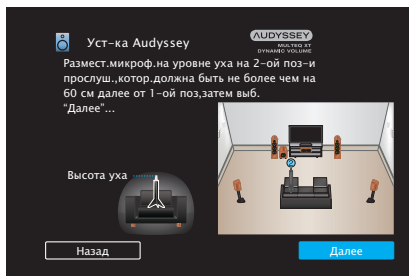 Уст-ка Audyssey
AUDYSSEY
MULTEQ XT
DYNAMIC VOLUME
Размест.микроф.на уровне уха на 2-ой поз-и
прослуш.,котор.должна быть не более чем на
60 см далее от 1-ой поз,затем выб.
“Далее”...
Высота уха
2
Назад
Далее